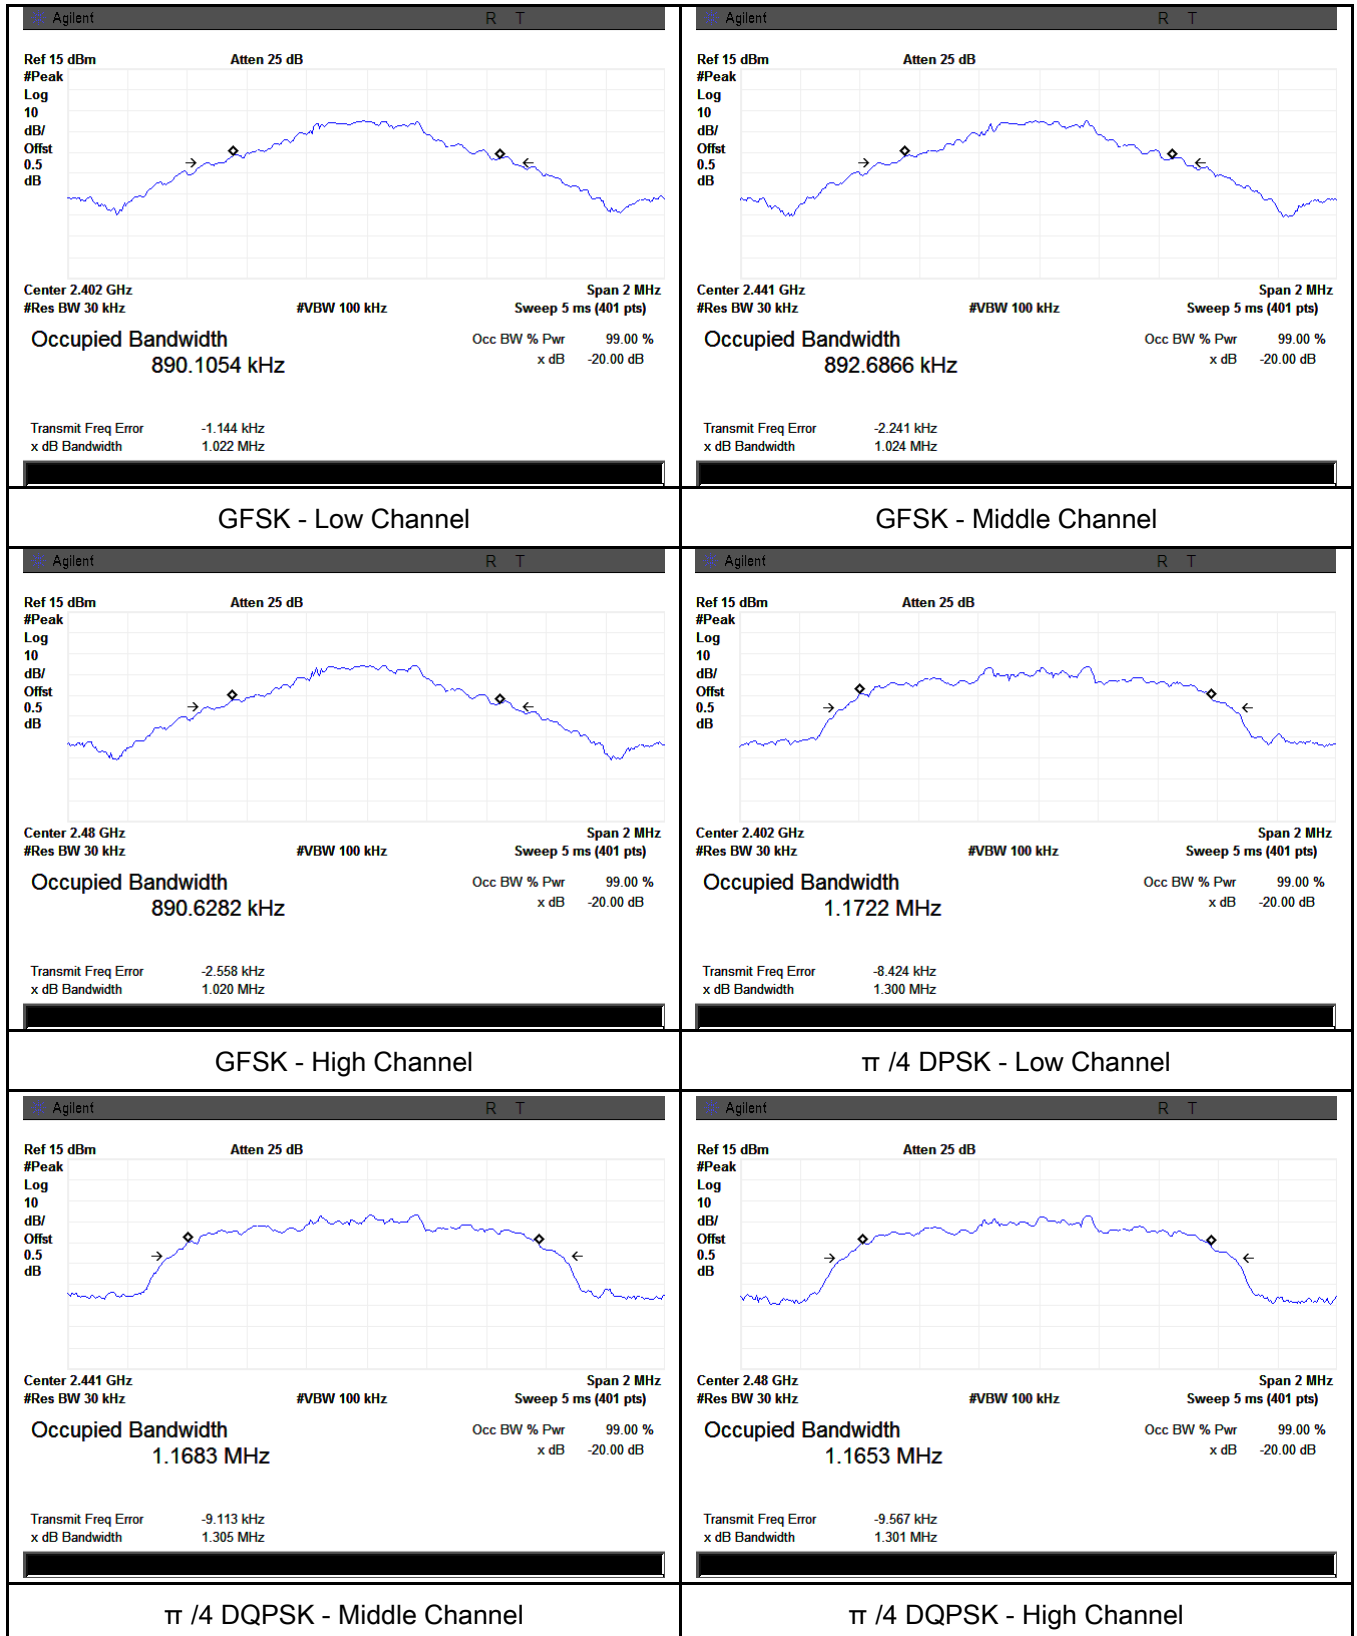 Agilent R T
Ref 15 dBm Atten 25 dB
#Peak
Log
10
dB/
Offst
0.5
dB
Center 2.402 GHz Span 2 MHz
#Res BW 30 kHz #VBW 100 kHz Sweep 5 ms (401 pts)
Occupied Bandwidth Occ BW % Pwr 99.00 %
890.1054 kHz x dB -20.00 dB
Transmit Freq Error -1.144 kHz
x dB Bandwidth 1.022 MHz
GFSK - Low Channel
Agilent R T
Ref 15 dBm Atten 25 dB
#Peak
Log
10
dB/
Offst
0.5
dB
Center 2.441 GHz Span 2 MHz
#Res BW 30 kHz #VBW 100 kHz Sweep 5 ms (401 pts)
Occupied Bandwidth Occ BW % Pwr 99.00 %
892.6866 kHz x dB -20.00 dB
Transmit Freq Error -2.241 kHz
x dB Bandwidth 1.024 MHz
GFSK - Middle Channel
Agilent R T
Ref 15 dBm Atten 25 dB
#Peak
Log
10
dB/
Offst
0.5
dB
Center 2.48 GHz Span 2 MHz
#Res BW 30 kHz #VBW 100 kHz Sweep 5 ms (401 pts)
Occupied Bandwidth Occ BW % Pwr 99.00 %
890.6282 kHz x dB -20.00 dB
Transmit Freq Error -2.558 kHz
x dB Bandwidth 1.020 MHz
GFSK - High Channel
Agilent R T
Ref 15 dBm Atten 25 dB
#Peak
Log
10
dB/
Offst
0.5
dB
Center 2.402 GHz Span 2 MHz
#Res BW 30 kHz #VBW 100 kHz Sweep 5 ms (401 pts)
Occupied Bandwidth Occ BW % Pwr 99.00 %
1.1722 MHz x dB -20.00 dB
Transmit Freq Error -8.424 kHz
x dB Bandwidth 1.300 MHz
π /4 DPSK - Low Channel
Agilent R T
Ref 15 dBm Atten 25 dB
#Peak
Log
10
dB/
Offst
0.5
dB
Center 2.441 GHz Span 2 MHz
#Res BW 30 kHz #VBW 100 kHz Sweep 5 ms (401 pts)
Occupied Bandwidth Occ BW % Pwr 99.00 %
1.1683 MHz x dB -20.00 dB
Transmit Freq Error -9.113 kHz
x dB Bandwidth 1.305 MHz
π /4 DQPSK - Middle Channel
Agilent R T
Ref 15 dBm Atten 25 dB
#Peak
Log
10
dB/
Offst
0.5
dB
Center 2.48 GHz Span 2 MHz
#Res BW 30 kHz #VBW 100 kHz Sweep 5 ms (401 pts)
Occupied Bandwidth Occ BW % Pwr 99.00 %
1.1653 MHz x dB -20.00 dB
Transmit Freq Error -9.567 kHz
x dB Bandwidth 1.301 MHz
π /4 DQPSK - High Channel